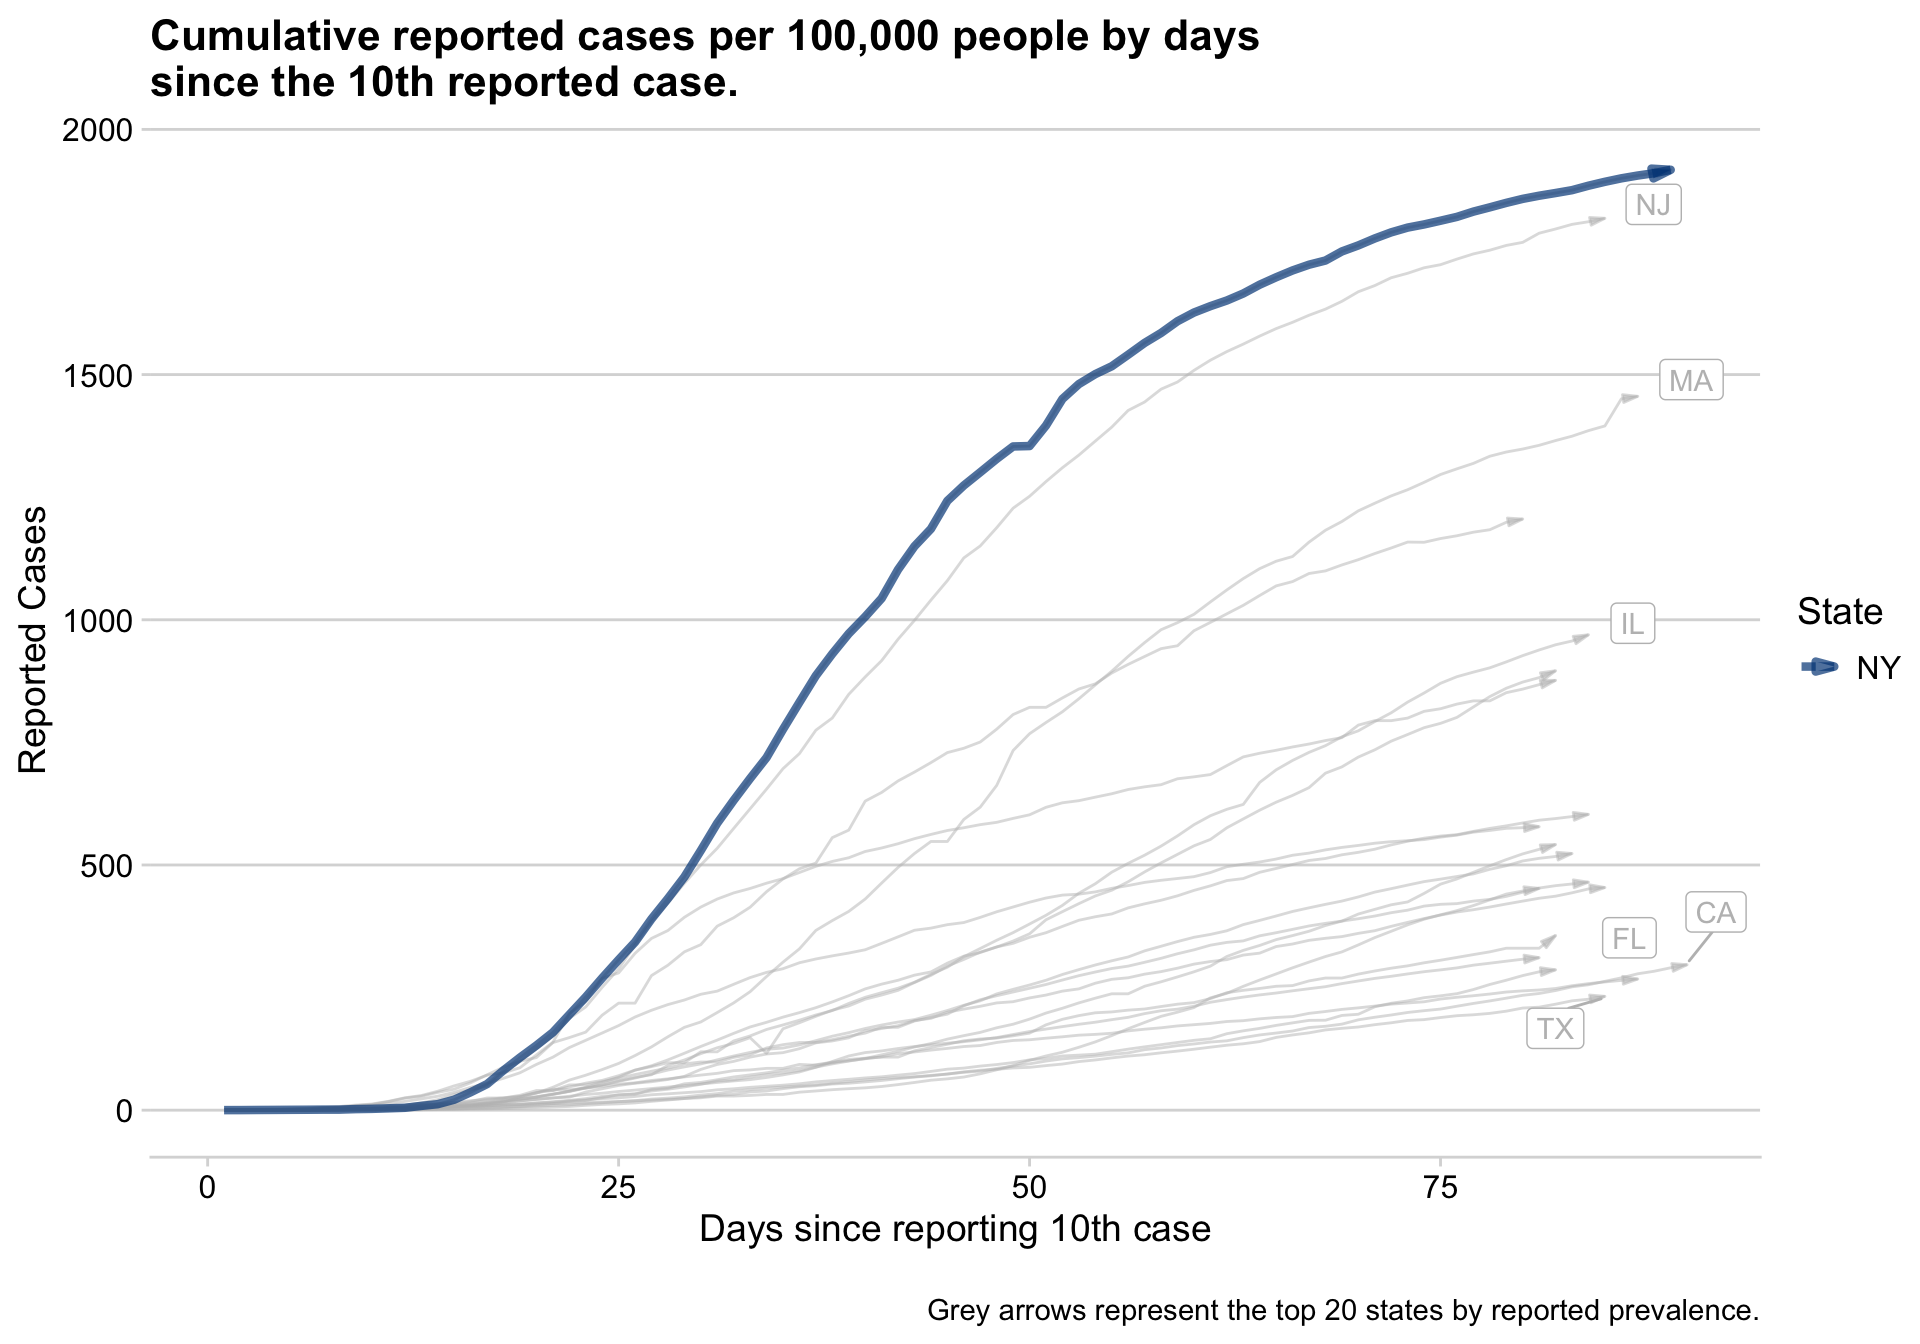 Cumulative reported cases per 100,000 people by days
since the 10th reported case.
2000
1500
1000
500
0
Reported Cases
NJ
MA
IL
CA
FL
TX
State
NY
0
25
50
75
Days since reporting 10th case
Grey arrows represent the top 20 states by reported prevalence.